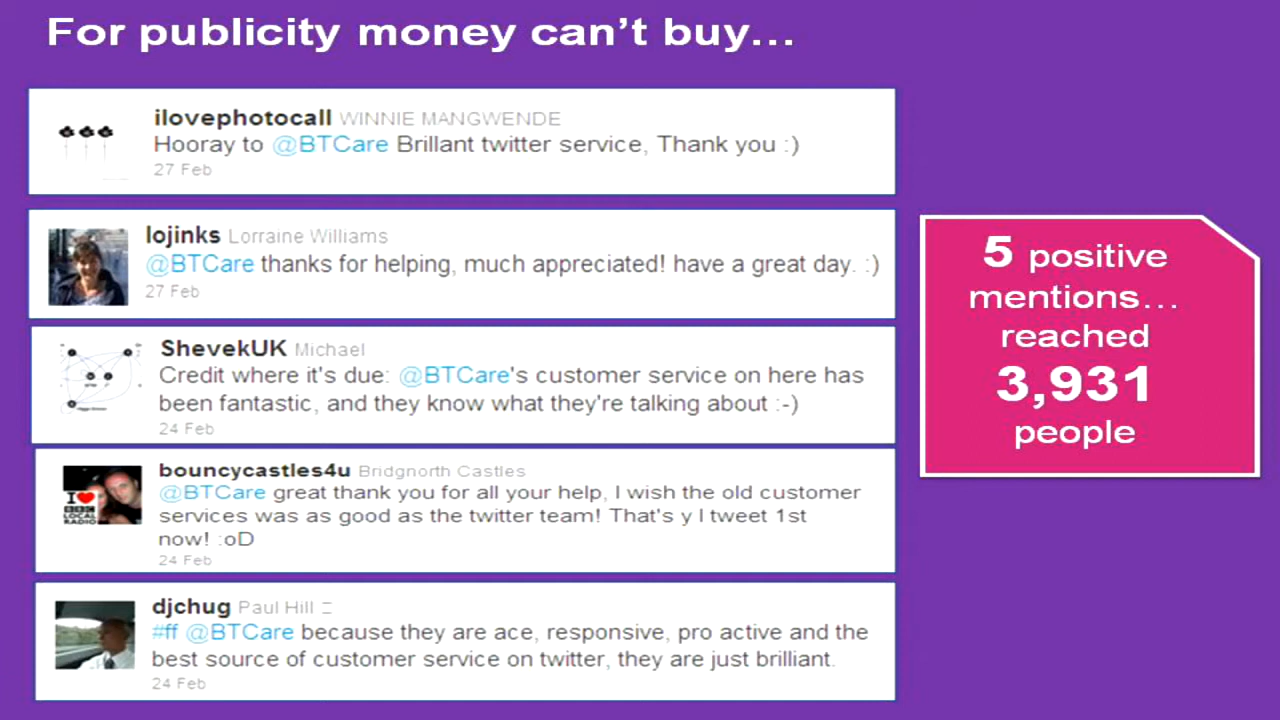 For publicity money can’t buy…
ilovephotocall WINNIE MANGWENDE
Hooray to @BTCare Brillant twitter service, Thank you :)
27 Feb
lojinks Lorraine Williams
@BTCare thanks for helping, much appreciated! have a great day. :)
27 Feb
ShevekUK Michael
Credit where it's due: @BTCare's customer service on here has
been fantastic, and they know what they're talking about :-)
24 Feb
bouncycastles4u Bridgnorth Castles
@BTCare great thank you for all your help, I wish the old customer
services was as good as the twitter team! That's y I tweet 1st
now! :oD
24 Feb
I ♥
BBC
LOCAL
RADIO
djchug Paul Hill
#ff @BTCare because they are ace, responsive, pro active and the
best source of customer service on twitter, they are just brilliant.
24 Feb
5 positive
mentions…
reached
3,931
people